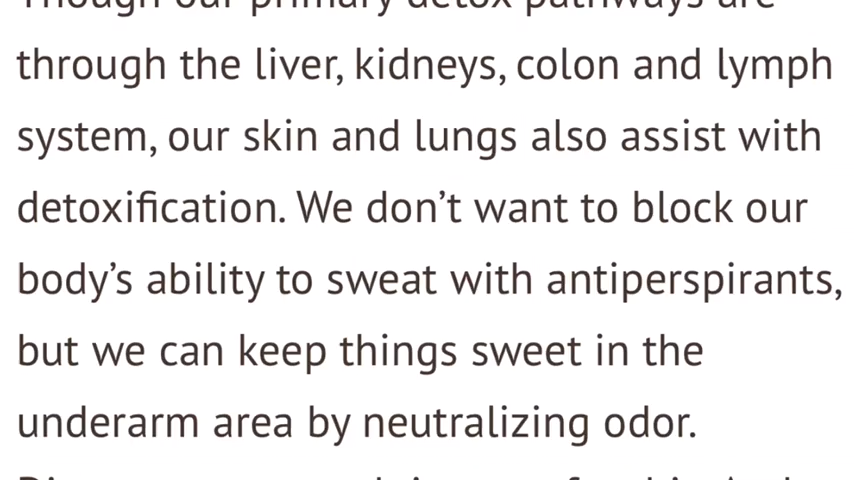 Though our primary detox pathways are
through the liver, kidneys, colon and lymph
system, our skin and lungs also assist with
detoxification. We don’t want to block our
body’s ability to sweat with antiperspirants,
but we can keep things sweet in the
underarm area by neutralizing odor.